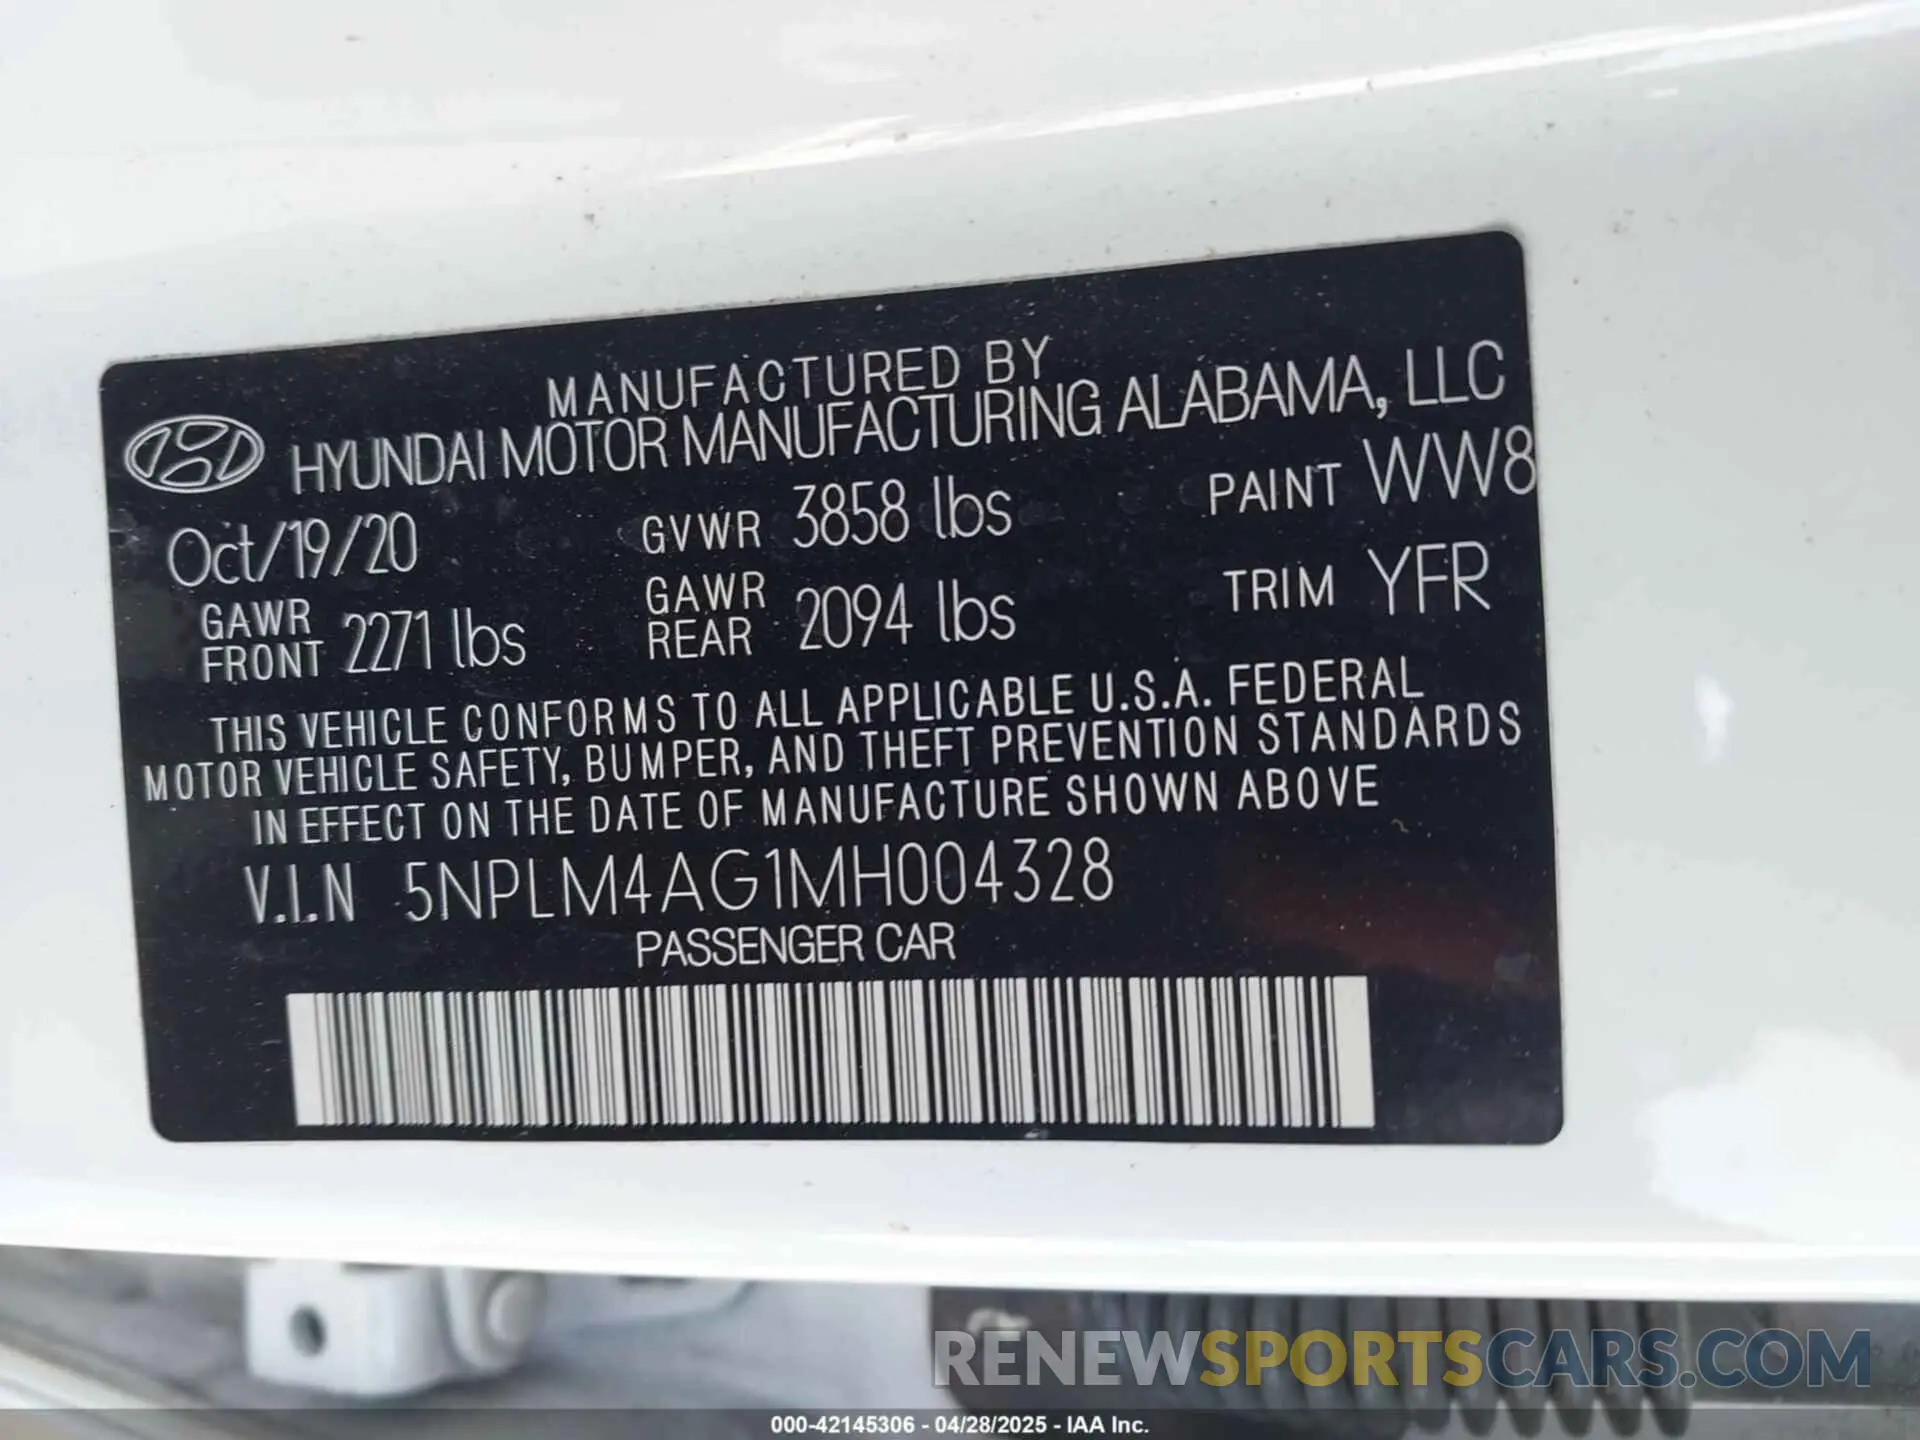 MANUFACTURED BY
HYUNDAI MOTOR MANUFACTURING ALABAMA, LLC
Oct/19/20 GVWR 3858 lbs PAINT WW8
GAWR FRONT 2271 lbs GAWR REAR 2094 lbs TRIM YFR
THIS VEHICLE CONFORMS TO ALL APPLICABLE U.S.A. FEDERAL
MOTOR VEHICLE SAFETY, BUMPER, AND THEFT PREVENTION STANDARDS
IN EFFECT ON THE DATE OF MANUFACTURE SHOWN ABOVE
V.I.N 5NPLM4AG1MH004328
PASSENGER CAR
RENEWSPORTSCARS.COM
000-42145306 - 04/28/2025 - IAA Inc.